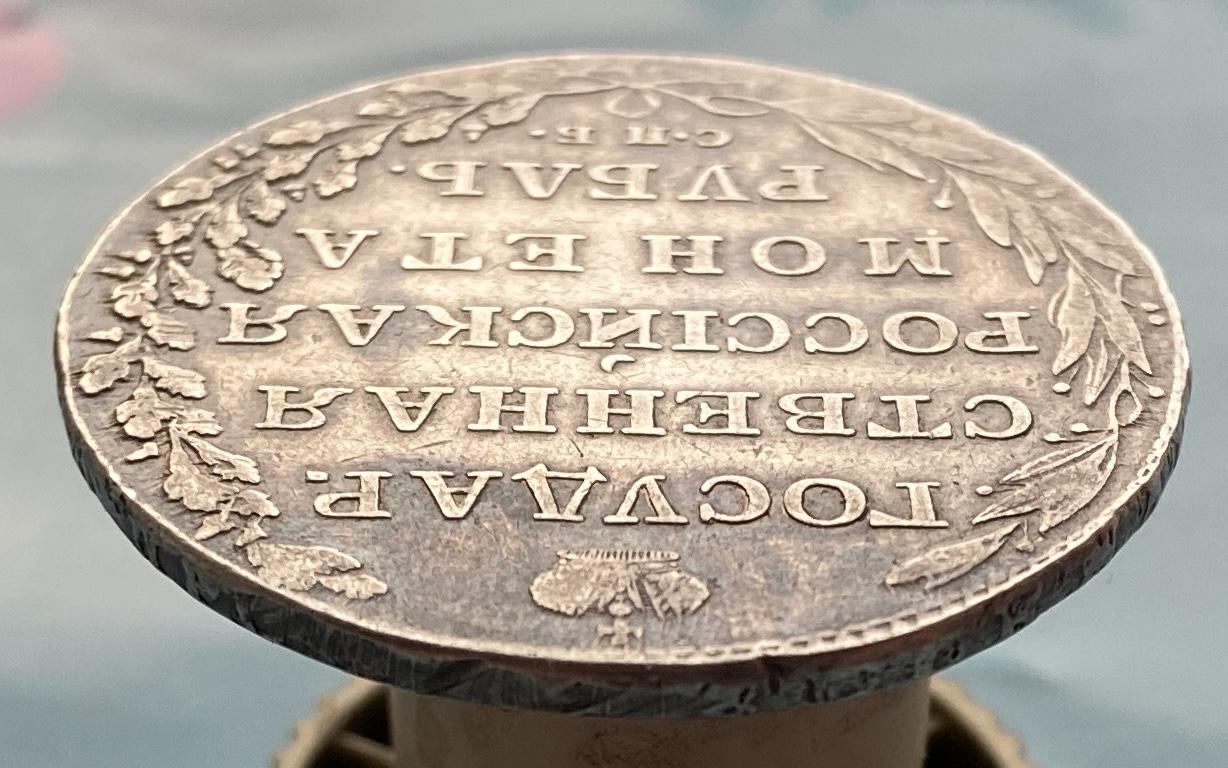 ГОСУДАР.
СТВЕННАЯ
РОССІЙСКАЯ
МОНЕТА
РУБЛЬ.
С.П.Б.